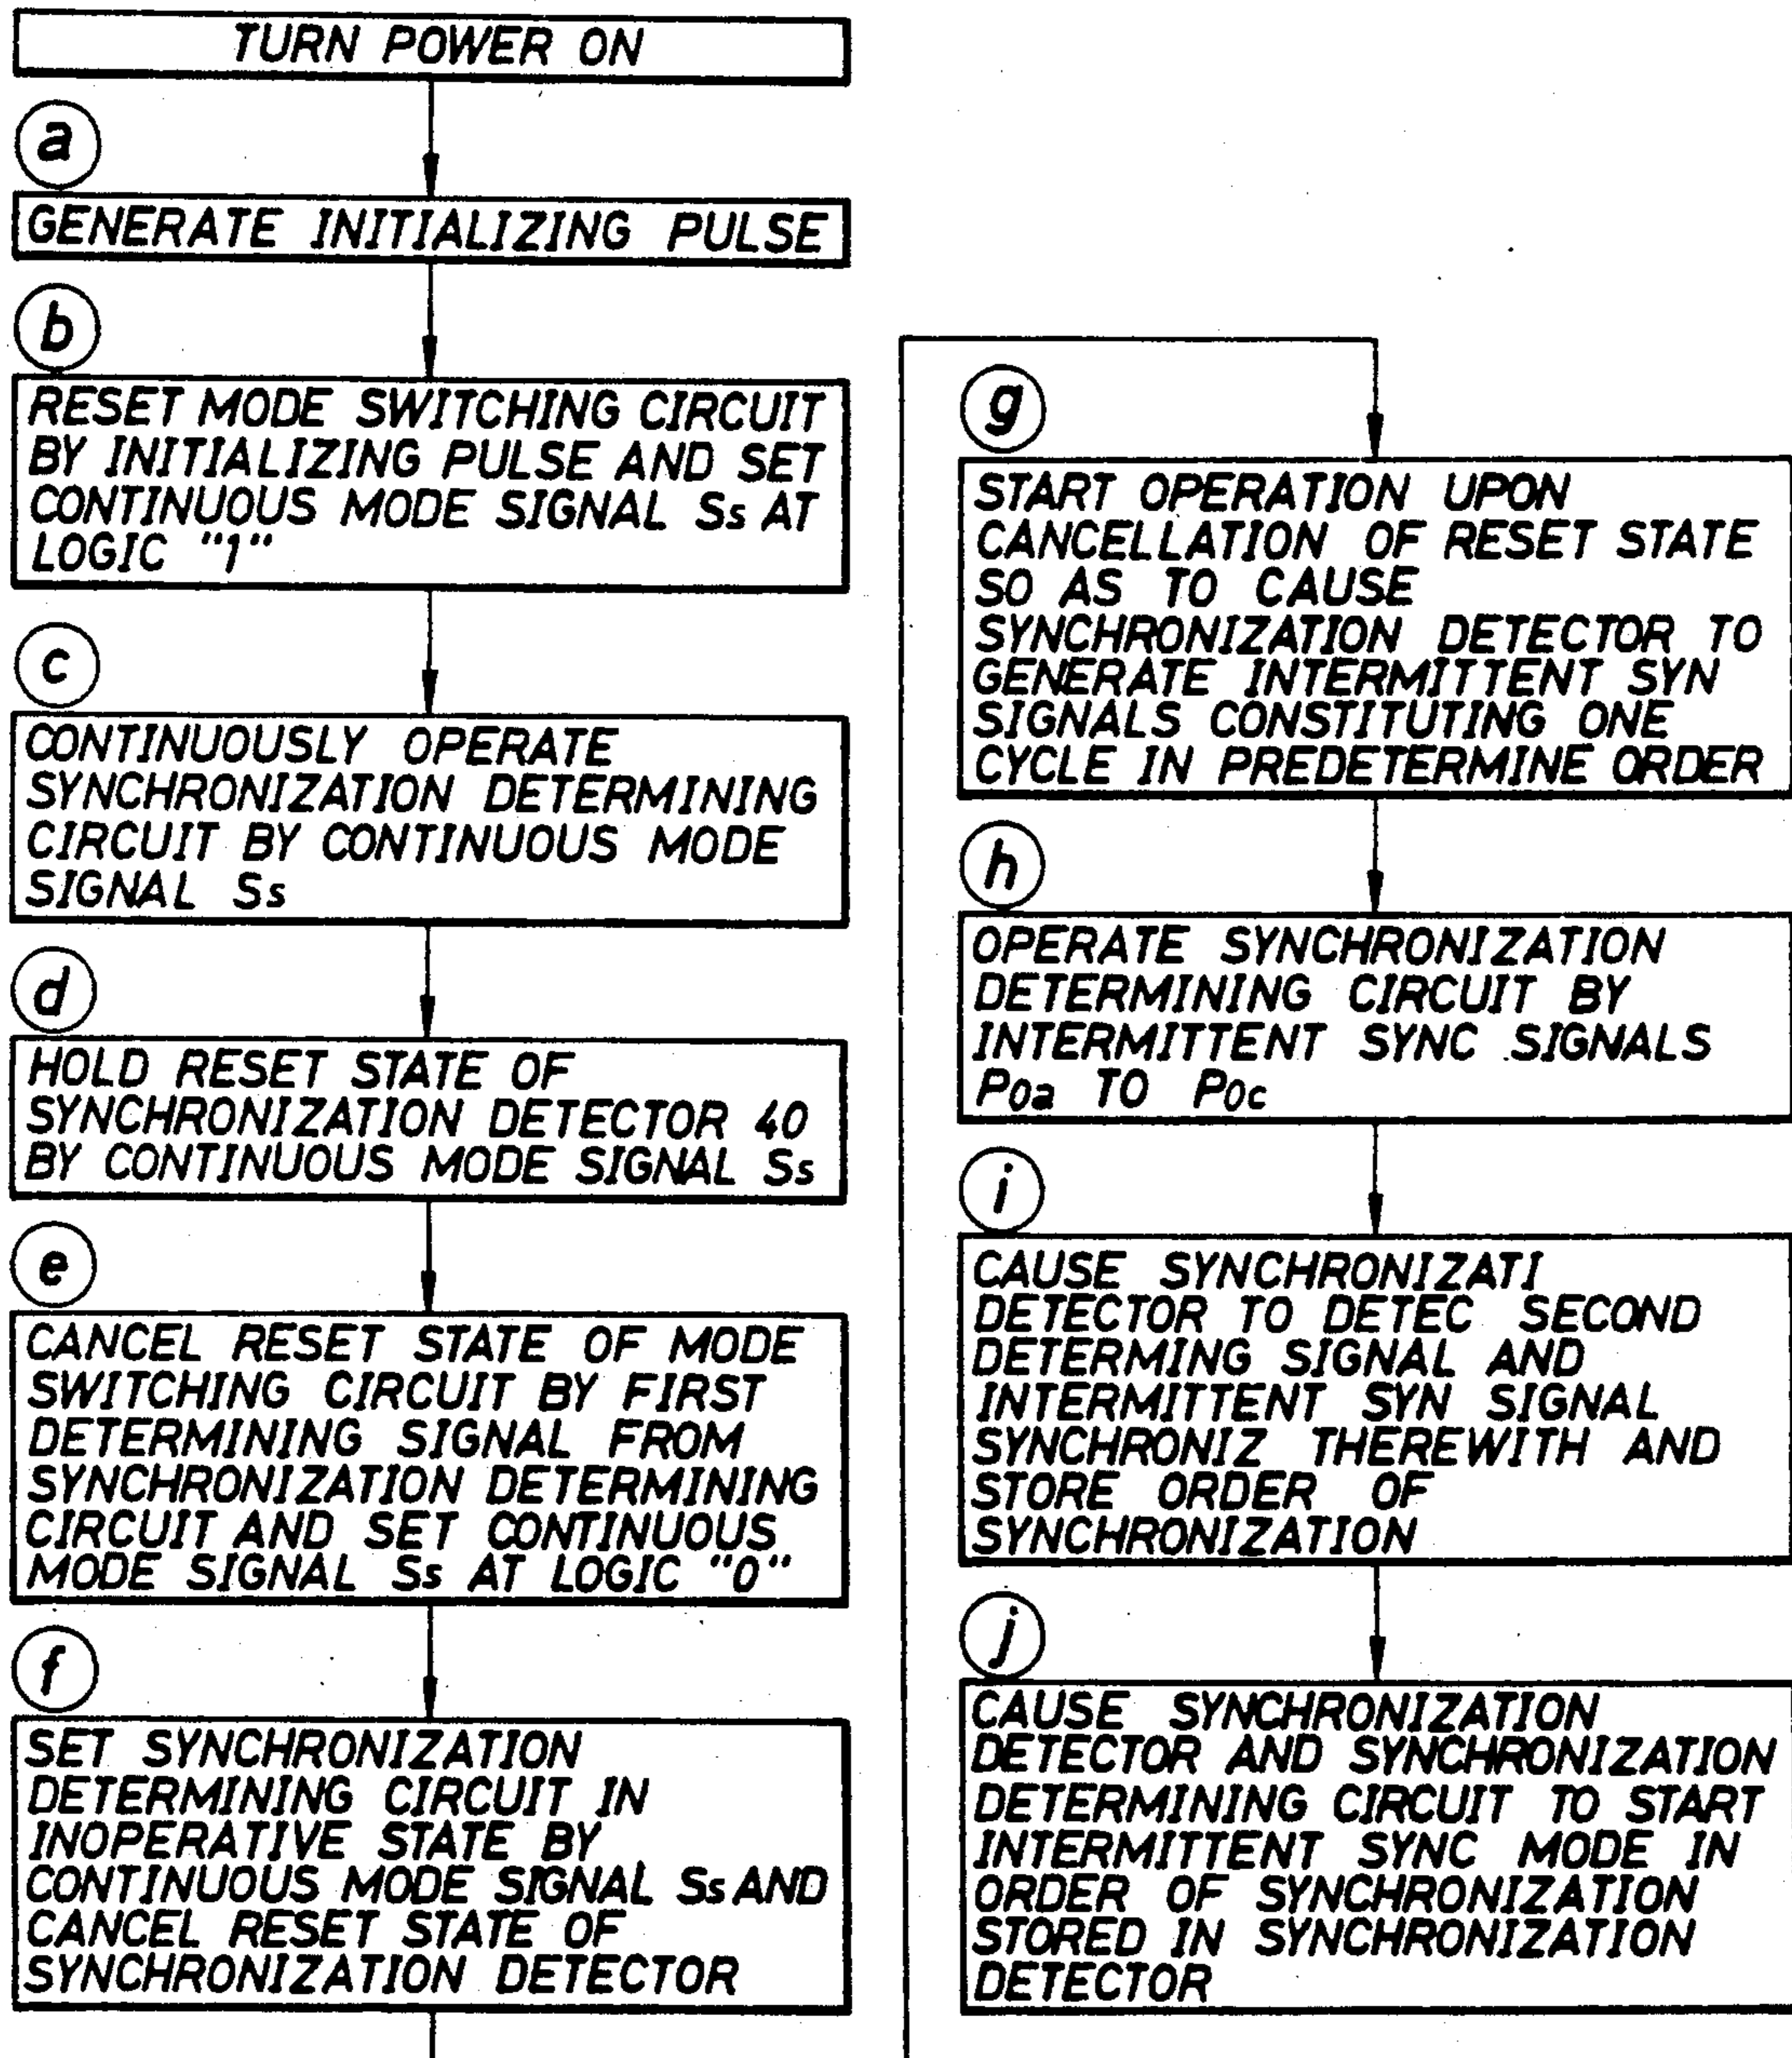 TURN POWER ON
a
GENERATE INITIALIZING PULSE
b
RESET MODE SWITCHING CIRCUIT
BY INITIALIZING PULSE AND SET
CONTINUOUS MODE SIGNAL Ss AT
LOGIC "1"
c
CONTINUOUSLY OPERATE
SYNCHRONIZATION DETERMINING
CIRCUIT BY CONTINUOUS MODE
SIGNAL Ss
d
HOLD RESET STATE OF
SYNCHRONIZATION DETECTOR 40
BY CONTINUOUS MODE SIGNAL Ss
e
CANCEL RESET STATE OF MODE
SWITCHING CIRCUIT BY FIRST
DETERMINING SIGNAL FROM
SYNCHRONIZATION DETERMINING
CIRCUIT AND SET CONTINUOUS
MODE SIGNAL Ss AT LOGIC "0"
f
SET SYNCHRONIZATION
DETERMINING CIRCUIT IN
INOPERATIVE STATE BY
CONTINUOUS MODE SIGNAL Ss AND
CANCEL RESET STATE OF
SYNCHRONIZATION DETECTOR
g
START OPERATION UPON
CANCELLATION OF RESET STATE
SO AS TO CAUSE
SYNCHRONIZATION DETECTOR TO
GENERATE INTERMITTENT SYN
SIGNALS CONSTITUTING ONE
CYCLE IN PREDETERMINE ORDER
h
OPERATE SYNCHRONIZATION
DETERMINING CIRCUIT BY
INTERMITTENT SYNC SIGNALS
P0a TO P0c
i
CAUSE SYNCHRONIZATI
DETECTOR TO DETEC SECOND
DETERMING SIGNAL AND
INTERMITTENT SYN SIGNAL
SYNCHRONIZ THEREWITH AND
STORE ORDER OF
SYNCHRONIZATION
j
CAUSE SYNCHRONIZATION
DETECTOR AND SYNCHRONIZATION
DETERMINING CIRCUIT TO START
INTERMITTENT SYNC MODE IN
ORDER OF SYNCHRONIZATION
STORED IN SYNCHRONIZATION
DETECTOR